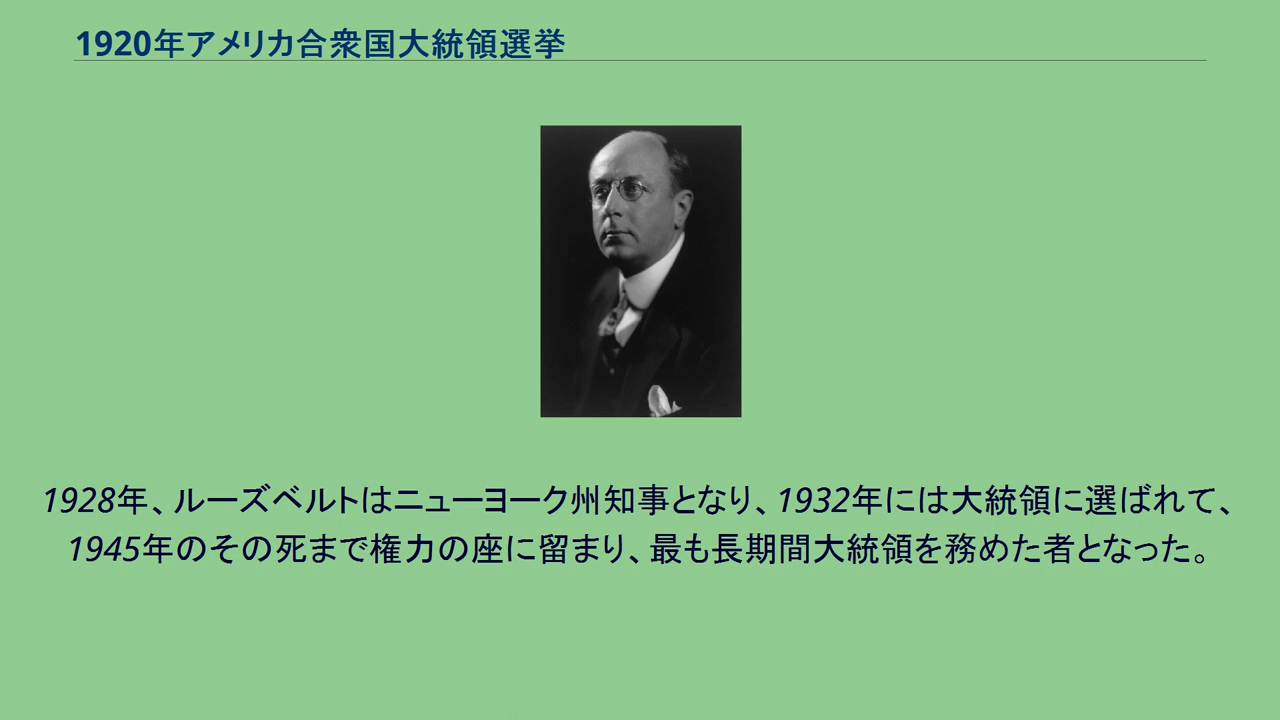 1920年アメリカ合衆国大統領選挙
1928年、ルーズベルトはニューヨーク州知事となり、1932年には大統領に選ばれて、
1945年のその死まで権力の座に留まり、最も長期間大統領を務めた者となった。